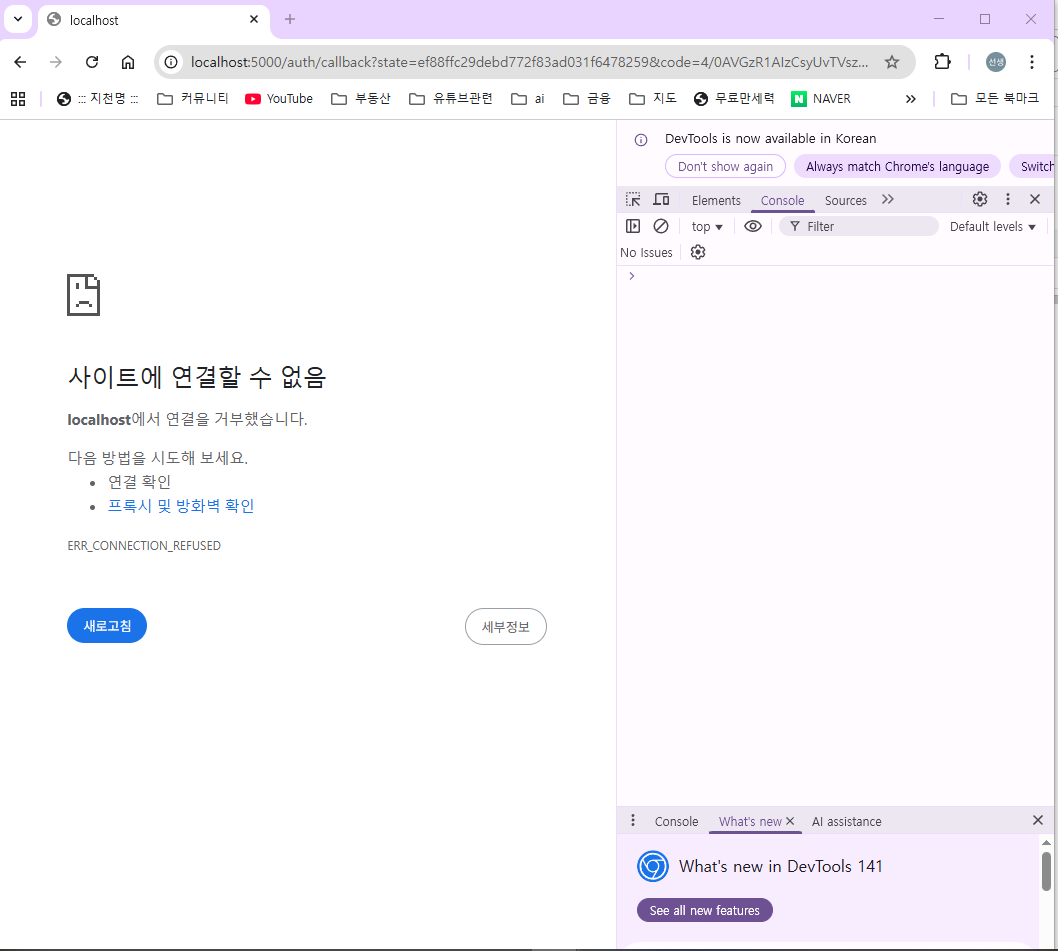 localhost
localhost:5000/auth/callback?state=ef88ffc29debd772f83ad031f6478259&code=4/0AVGzR1AIzCsyUvTVsz...
선생
::: 지천명 :::
커뮤니티
YouTube
부동산
유튜브관련
ai
금융
지도
무료만세력
N NAVER
모든 북마크
사이트에 연결할 수 없음
localhost에서 연결을 거부했습니다.
다음 방법을 시도해 보세요.
연결 확인
프록시 및 방화벽 확인
ERR_CONNECTION_REFUSED
새로고침
세부정보
DevTools is now available in Korean
Don't show again
Always match Chrome's language
Switch
Elements
Console
Sources
top
Filter
Default levels
No Issues
Console
What's new
AI assistance
What's new in DevTools 141
See all new features